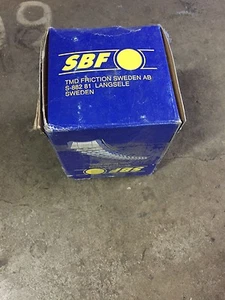 SBF
TMD FRICTION SWEDEN AB
S-882 81 LANGSELE
SWEDEN
SBF